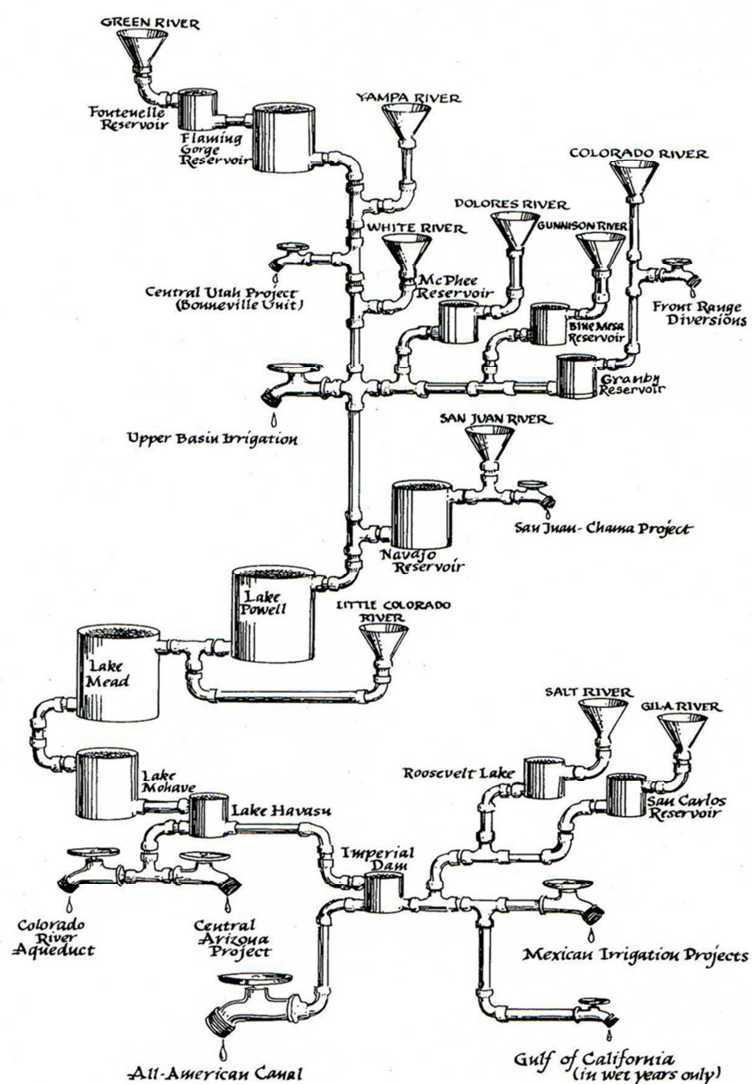 GREEN RIVER
Fontenelle
Reservoir
Flaming
Gorge
Reservoir
YAMPA RIVER
COLORADO RIVER
DOLORES RIVER
WHITE RIVER
GUNNISON RIVER
McPhee
Reservoir
Central Utah Project
(Bonneville Unit)
Front Range
Diversions
Blue Mesa
Reservoir
Granby
Reservoir
Upper Basin Irrigation
SAN JUAN RIVER
San Juan-Chama Project
Navajo
Reservoir
Lake
Powell
LITTLE COLORADO
RIVER
Lake
Mead
SALT RIVER
GILA RIVER
Lake
Mohave
Roosevelt Lake
San Carlos
Reservoir
Lake Havasu
Imperial
Dam
Colorado
River
Aqueduct
Central
Arizona
Project
Mexican Irrigation Projects
All-American Canal
Gulf of California
(in wet years only)